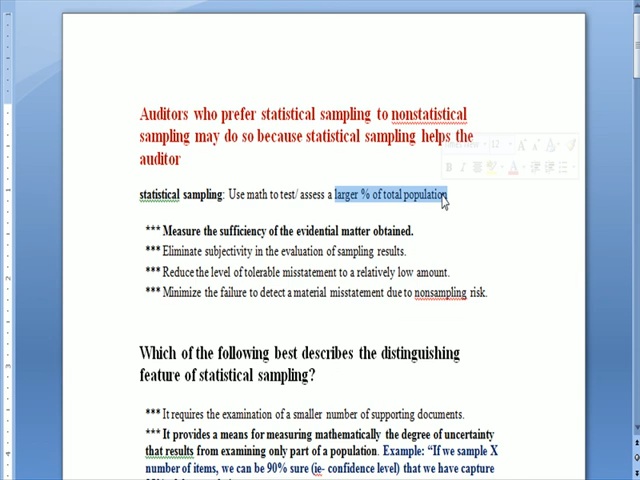 Auditors who prefer statistical sampling to nonstatistical
sampling may do so because statistical sampling helps the
auditor
12
statistical sampling: Use math to test/ assess a larger % of total population
*** Measure the sufficiency of the evidential matter obtained.
*** Eliminate subjectivity in the evaluation of sampling results.
*** Reduce the level of tolerable misstatement to a relatively low amount.
*** Minimize the failure to detect a material misstatement due to nonsampling risk.
Which of the following best describes the distinguishing
feature of statistical sampling?
*** It requires the examination of a smaller number of supporting documents.
*** It provides a means for measuring mathematically the degree of uncertainty
that results from examining only part of a population. Example: “If we sample X
number of items, we can be 90% sure (ie- confidence level) that we have capture